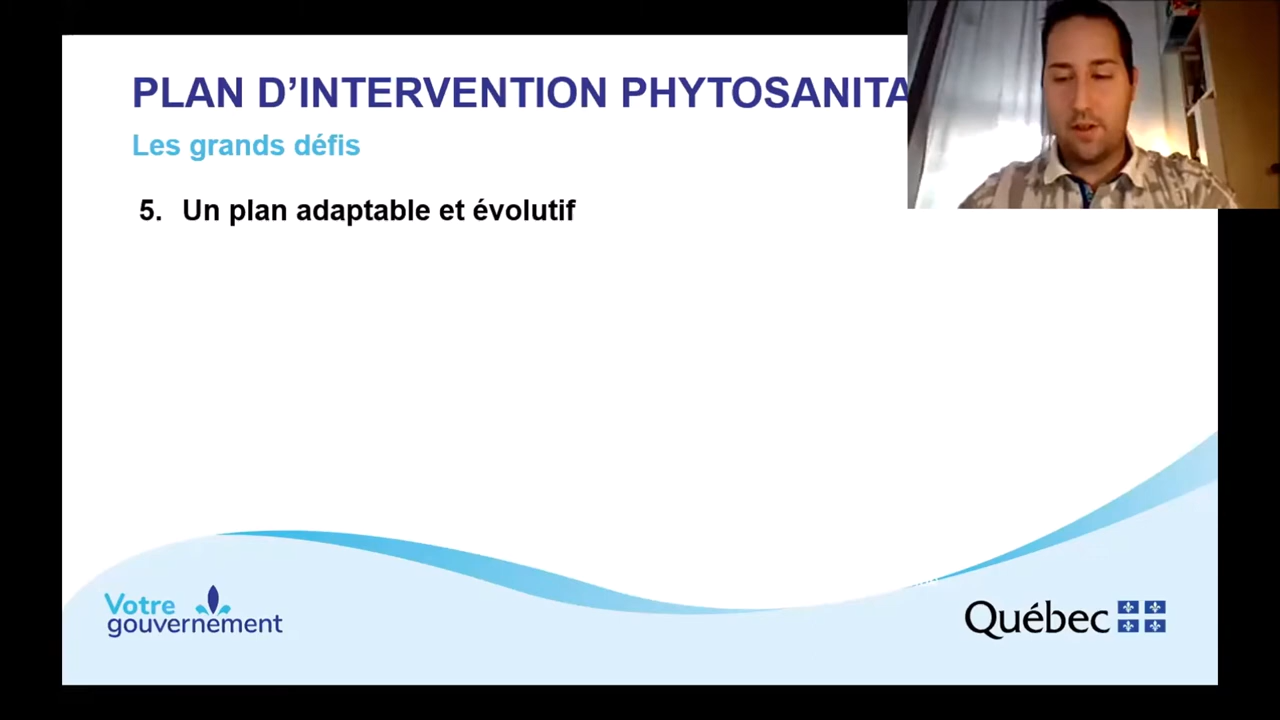 PLAN D’INTERVENTION PHYTOSANITA
Les grands défis
5. Un plan adaptable et évolutif
Votre
gouvernement
Québec